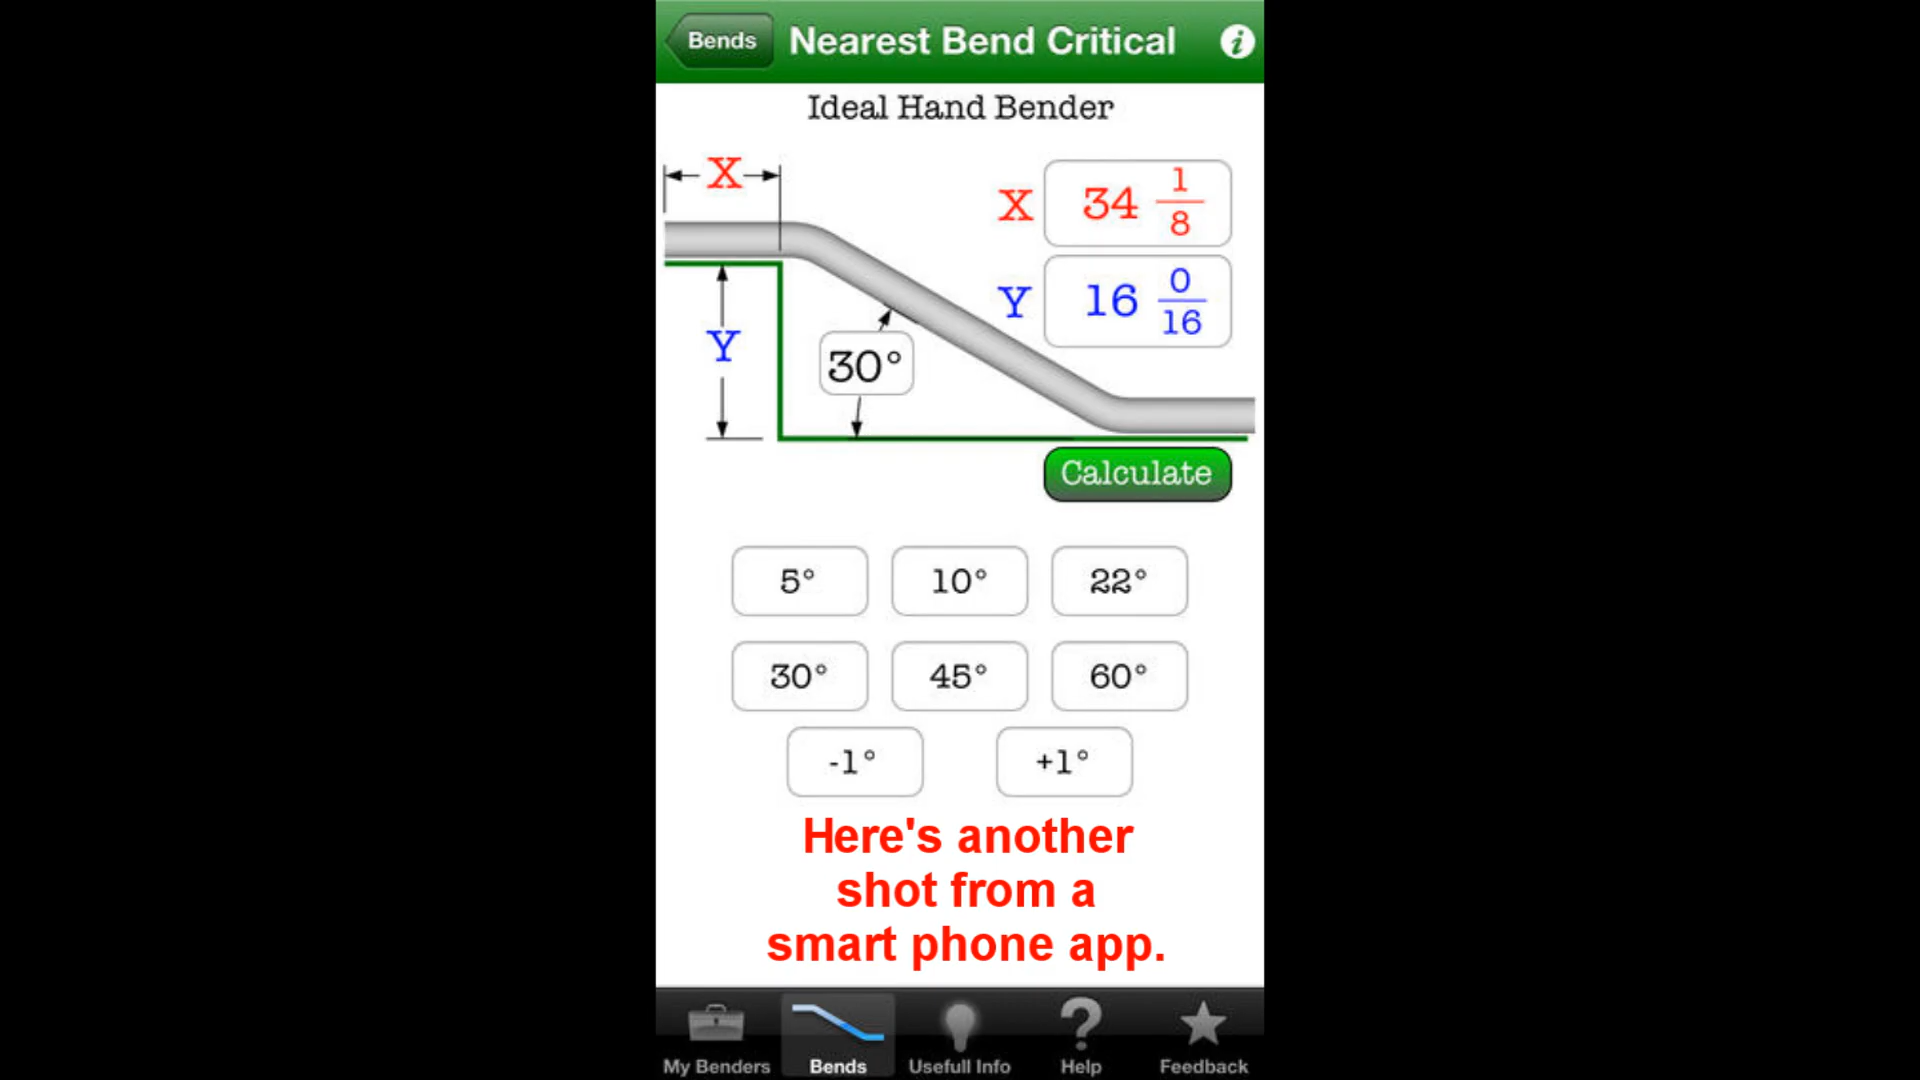 Bends
Nearest Bend Critical
i
Ideal Hand Bender
X
X 34 1/8
Y 16 0/16
Y
30°
Calculate
5° 10° 22°
30° 45° 60°
-1° +1°
Here's another
shot from a
smart phone app.
My Benders Bends Usefull Info Help Feedback